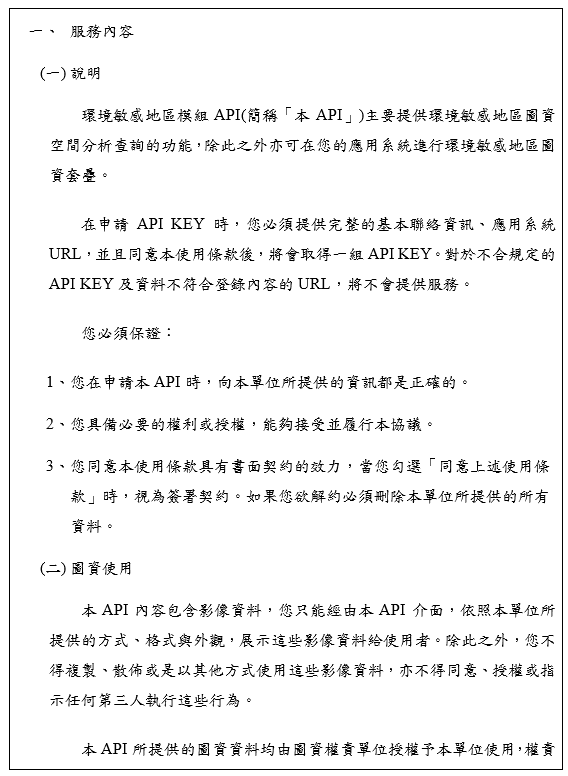 一、 服務內容
(一) 說明
環境敏感地區模組 API(簡稱「本 API」)主要提供環境敏感地區圖資
空間分析查詢的功能，除此之外亦可在您的應用系統進行環境敏感地區圖
資套疊。
在申請 API KEY 時，您必須提供完整的基本聯絡資訊、應用系統
URL，並且同意本使用條款後，將會取得一組 API KEY。對於不合規定的
API KEY 及資料不符合登錄內容的 URL，將不會提供服務。
您必須保證：
1、您在申請本 API 時，向本單位所提供的資訊都是正確的。
2、您具備必要的權利或授權，能夠接受並履行本協議。
3、您同意本使用條款具有書面契約的效力，當您勾選「同意上述使用條
款」時，視為簽署契約。如果您欲解約必須刪除本單位所提供的所有
資料。
(二) 圖資使用
本 API 內容包含影像資料，您只能經由本 API 介面，依照本單位所
提供的方式、格式與外觀，展示這些影像資料給使用者。除此之外，您不
得複製、散佈或是以其他方式使用這些影像資料，亦不得同意、授權或指
示任何第三人執行這些行為。
本 API 所提供的圖資資料均由圖資權責單位授權予本單位使用，權責